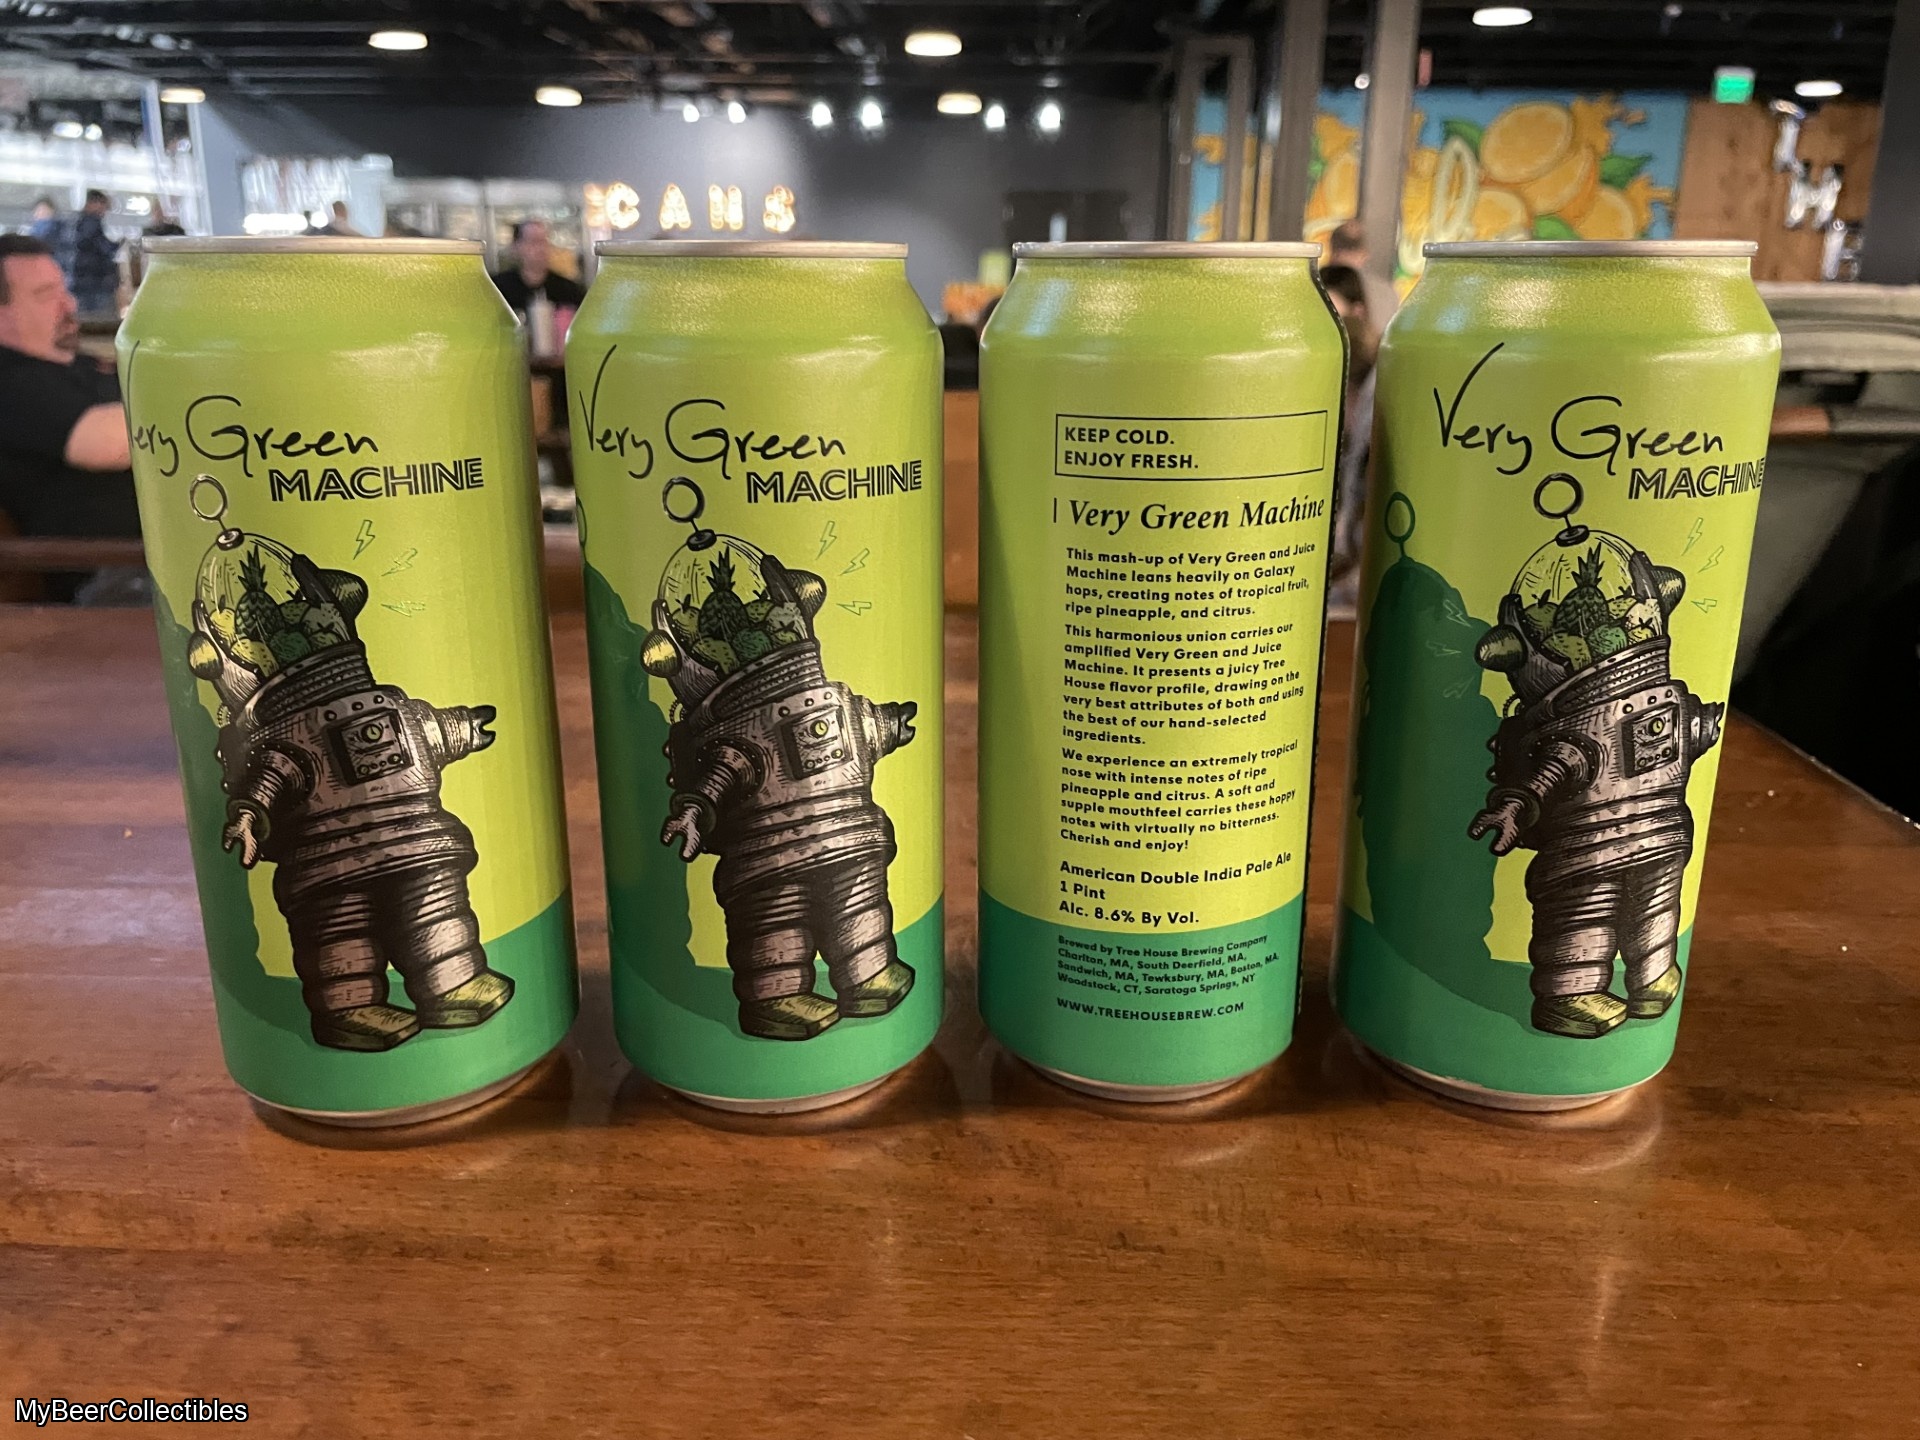 CANS
Very Green
MACHINE
Very Green
MACHINE
KEEP COLD.
ENJOY FRESH.
Very Green Machine
This mash-up of Very Green and Juice
Machine leans heavily on Galaxy
hops, creating notes of tropical fruit,
ripe pineapple, and citrus.
This harmonious union carries our
amplified Very Green and Juice
Machine. It presents a juicy Tree
House flavor profile, drawing on the
very best attributes of both and using
the best of our hand-selected
ingredients.
We experience an extremely tropical
nose with intense notes of ripe
pineapple and citrus. A soft and
supple mouthfeel carries these hoppy
notes with virtually no bitterness.
Cherish and enjoy!
American Double India Pale Ale
1 Pint
Alc. 8.6% By Vol.
Brewed by Tree House Brewing Company
Charlton, MA, South Deerfield, MA,
Sandwich, MA, Tewksbury, MA, Boston, MA
Woodstock, CT, Saratoga Springs, NY
WWW.TREEHOUSEBREW.COM
Very Green
MACHINE
MyBeerCollectibles